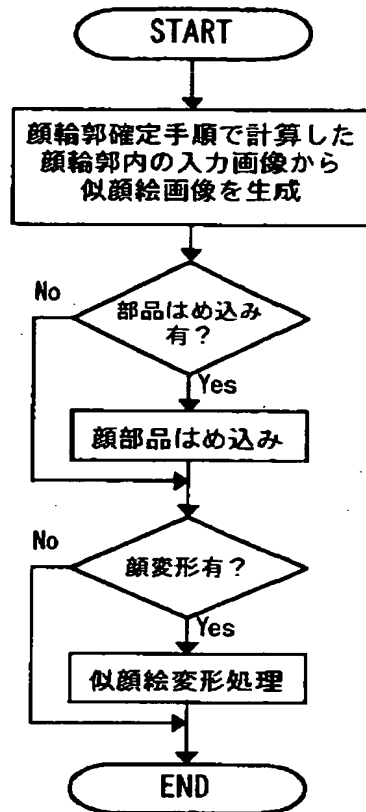 START
顔輪郭確定手順で計算した
顔輪郭内の入力画像から
似顔絵画像を生成
No
部品はめ込み
有?
Yes
顔部品はめ込み
No
顔変形有?
Yes
似顔絵変形処理
END